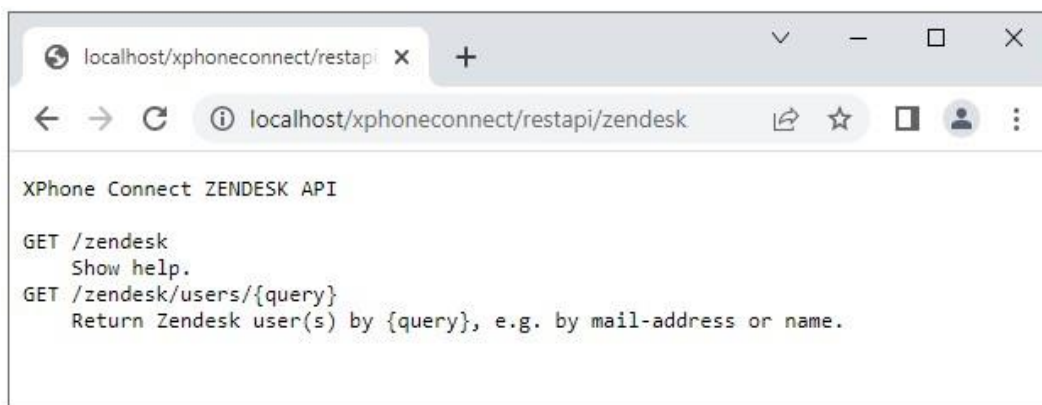 localhost/xphoneconnect/restapi
localhost/xphoneconnect/restapi/zendesk
XPhone Connect ZENDESK API
GET /zendesk
Show help.
GET /zendesk/users/{query}
Return Zendesk user(s) by {query}, e.g. by mail-address or name.